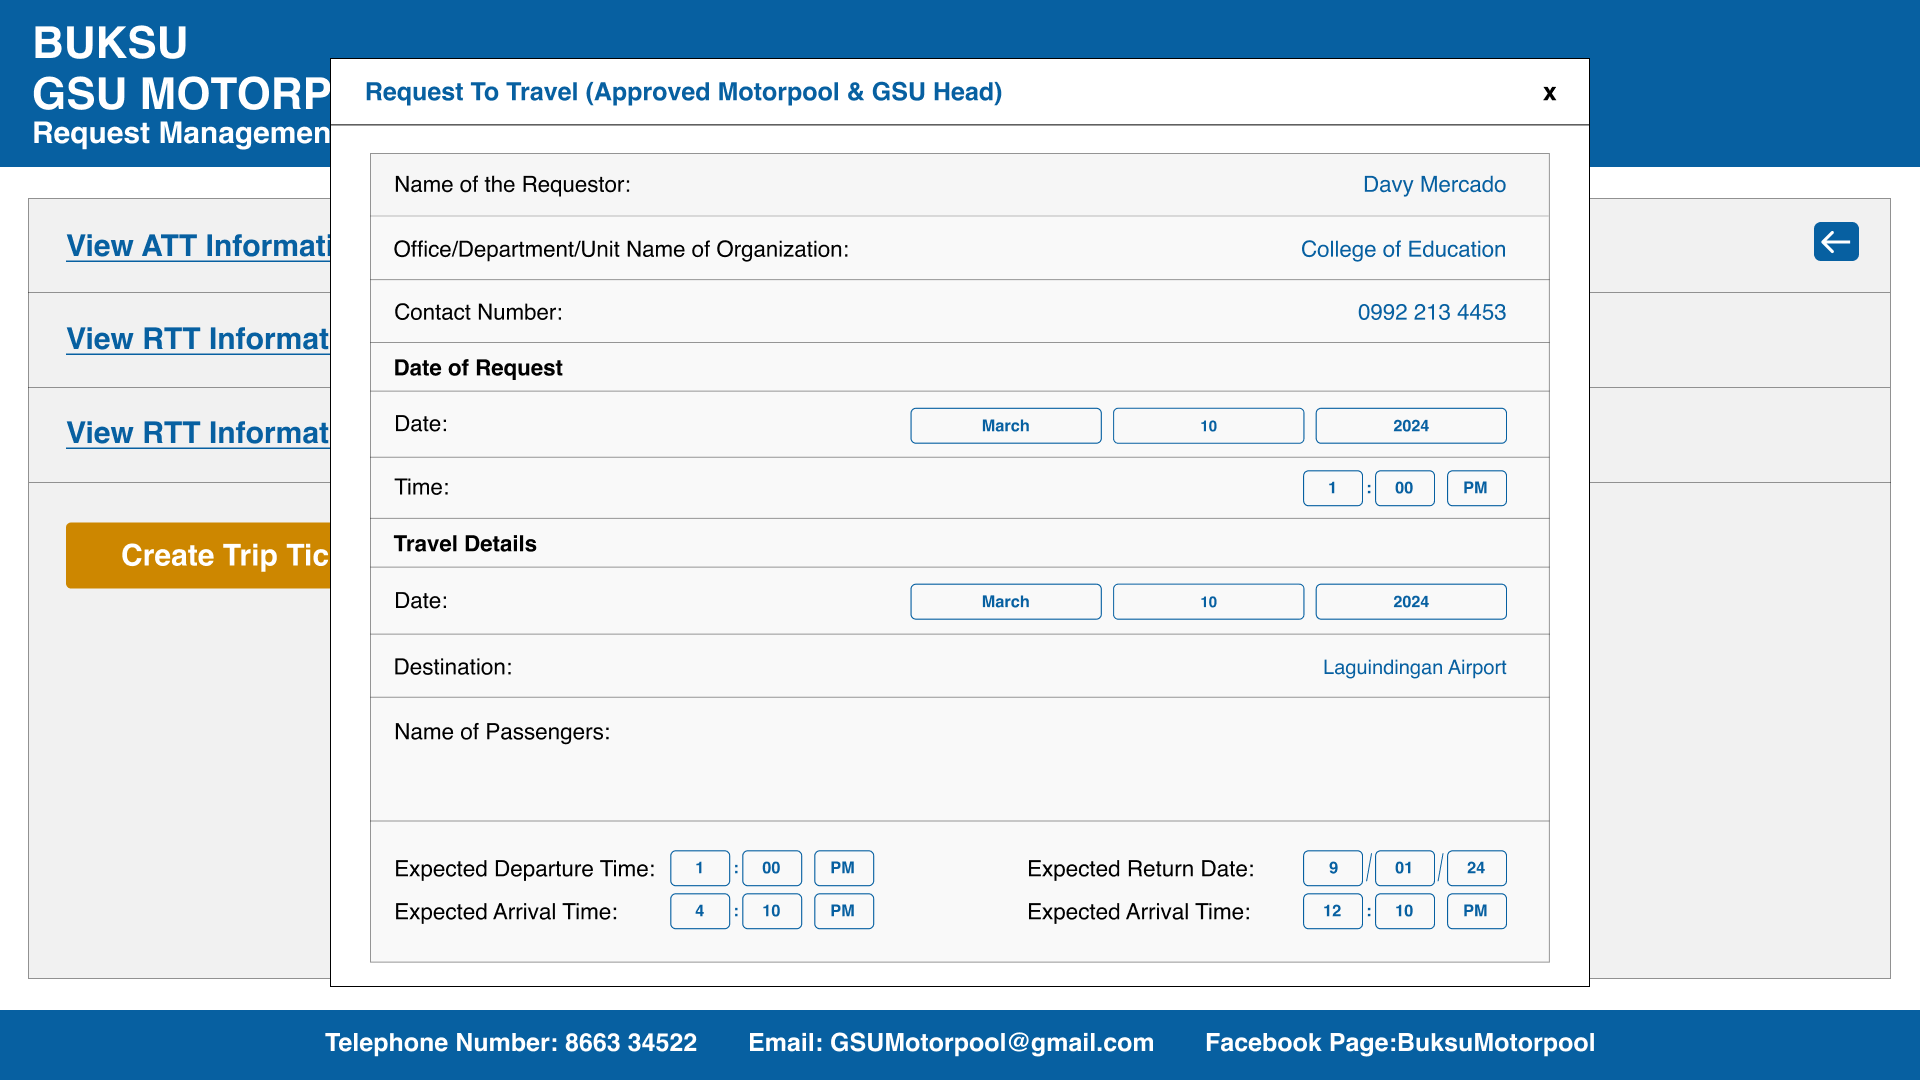 BUKSU
GSU MOTORP
Request Managemen
Request To Travel (Approved Motorpool & GSU Head)
x
View ATT Informati
View RTT Informat
View RTT Informat
Create Trip Tic
Name of the Requestor: Davy Mercado
Office/Department/Unit Name of Organization: College of Education
Contact Number: 0992 213 4453
Date of Request
Date: March 10 2024
Time: 1 : 00 PM
Travel Details
Date: March 10 2024
Destination: Laguindingan Airport
Name of Passengers:
Expected Departure Time: 1 : 00 PM Expected Return Date: 9 / 01 / 24
Expected Arrival Time: 4 : 10 PM Expected Arrival Time: 12 : 10 PM
Telephone Number: 8663 34522 Email: GSUMotorpool@gmail.com Facebook Page:BuksuMotorpool